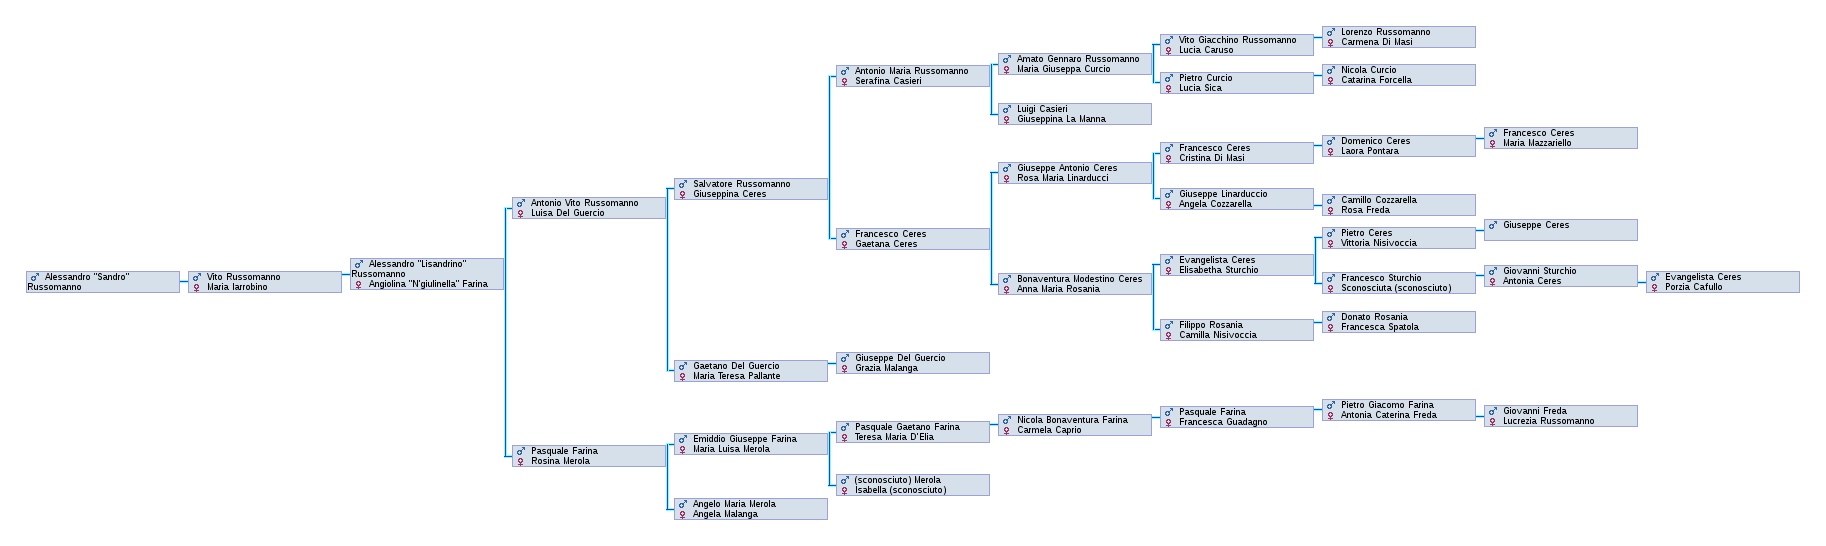 Alessandro "Sandro"
Russomanno
Vito Russomanno
Maria Iarrobino
Alessandro "Lisandrino"
Russomanno
Angiolina "N'giulinella" Farina
Antonio Vito Russomanno
Luisa Del Guercio
Pasquale Farina
Rosina Merola
Salvatore Russomanno
Giuseppina Ceres
Gaetano Del Guercio
Maria Teresa Pallante
Emiddio Giuseppe Farina
Maria Luisa Merola
Angelo Maria Merola
Angela Malanga
Antonio Maria Russomanno
Serafina Casieri
Francesco Ceres
Gaetana Ceres
Giuseppe Del Guercio
Grazia Malanga
Pasquale Gaetano Farina
Teresa Maria D'Elia
(sconosciuto) Merola
Isabella (sconosciuto)
Amato Gennaro Russomanno
Maria Giuseppa Curcio
Luigi Casieri
Giuseppina La Manna
Giuseppe Antonio Ceres
Rosa Maria Linarducci
Bonaventura Modestino Ceres
Anna Maria Rosania
Nicola Bonaventura Farina
Carmela Caprio
Vito Giacchino Russomanno
Lucia Caruso
Pietro Curcio
Lucia Sica
Francesco Ceres
Cristina Di Masi
Giuseppe Linarduccio
Angela Cozzarella
Evangelista Ceres
Elisabetha Sturchio
Filippo Rosania
Camilla Nisivoccia
Pasquale Farina
Francesca Guadagno
Lorenzo Russomanno
Carmena Di Masi
Nicola Curcio
Catarina Forcella
Domenico Ceres
Laora Pontara
Camillo Cozzarella
Rosa Freda
Pietro Ceres
Vittoria Nisivoccia
Francesco Sturchio
Sconosciuta (sconosciuto)
Donato Rosania
Francesca Spatola
Pietro Giacomo Farina
Antonia Caterina Freda
Francesco Ceres
Maria Mazzariello
Giuseppe Ceres
Giovanni Sturchio
Antonia Ceres
Giovanni Freda
Lucrezia Russomanno
Evangelista Ceres
Porzia Cafullo